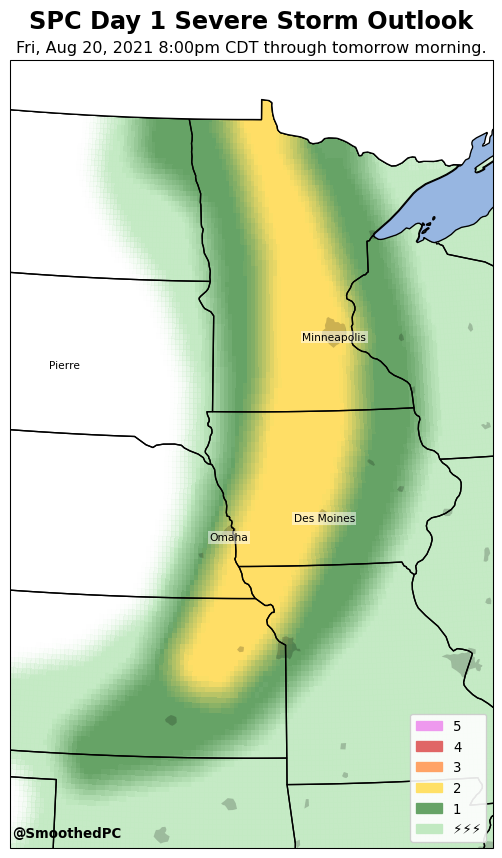 SPC Day 1 Severe Storm Outlook
Fri, Aug 20, 2021 8:00pm CDT through tomorrow morning.
Minneapolis
Pierre
Des Moines
Omaha
5
4
3
2
1
⚡⚡⚡
@SmoothedPC